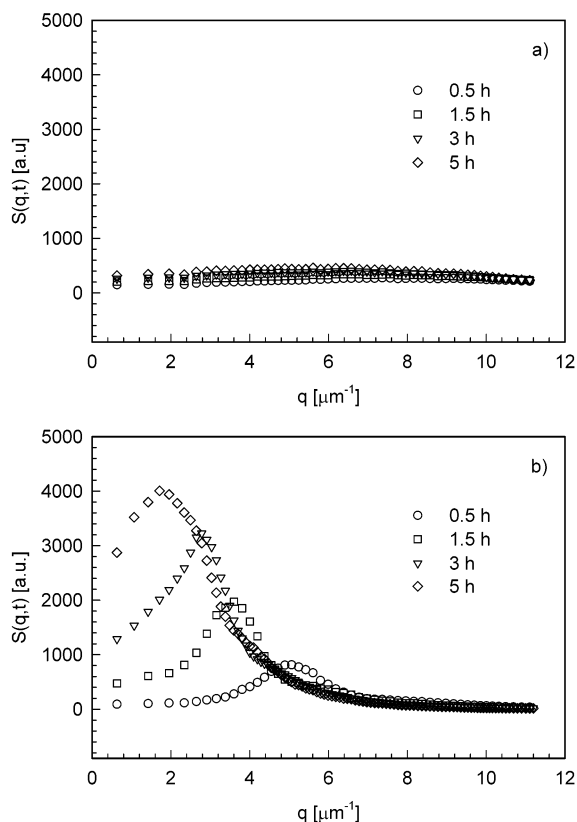 5000
a)
0.5 h
4000
1.5 h
3 h
3000
5 h
S(q,t) [a.u]
2000
1000
0
0 2 4 6 8 10 12
q [μm⁻¹]
5000
b)
0.5 h
4000
1.5 h
3 h
3000
5 h
S(q,t) [a.u.]
2000
1000
0
0 2 4 6 8 10 12
q [μm⁻¹]